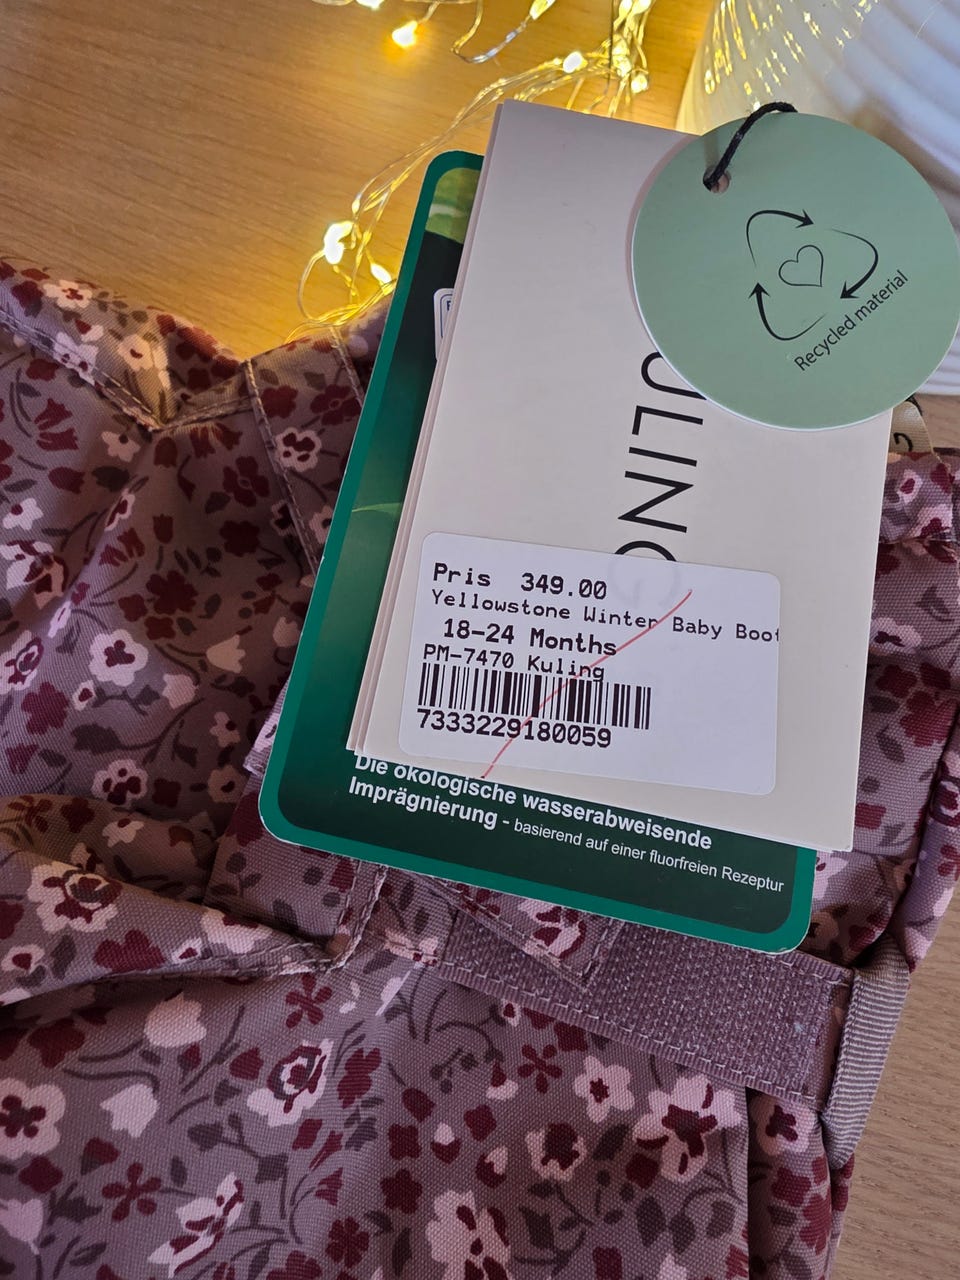 Recycled material
ULING
Pris 349.00
Yellowstone Winter Baby Boot
18-24 Months
PM-7470 Kuling
7333229180059
Die ökologische wasserabweisende
Imprägnierung - basierend auf einer fluorfreien Rezeptur